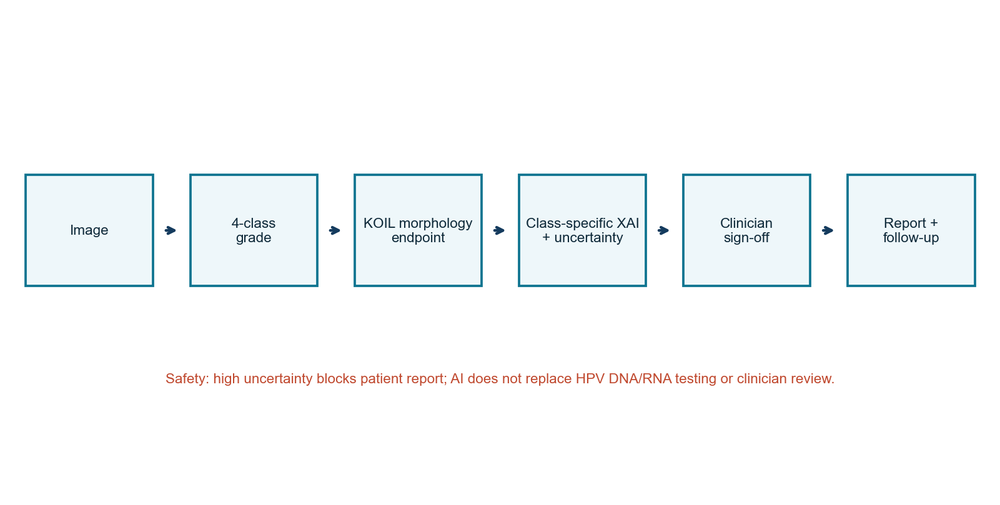 Image
4-class
grade
KOIL morphology
endpoint
Class-specific XAI
+ uncertainty
Clinician
sign-off
Report +
follow-up
Safety: high uncertainty blocks patient report; AI does not replace HPV DNA/RNA testing or clinician review.